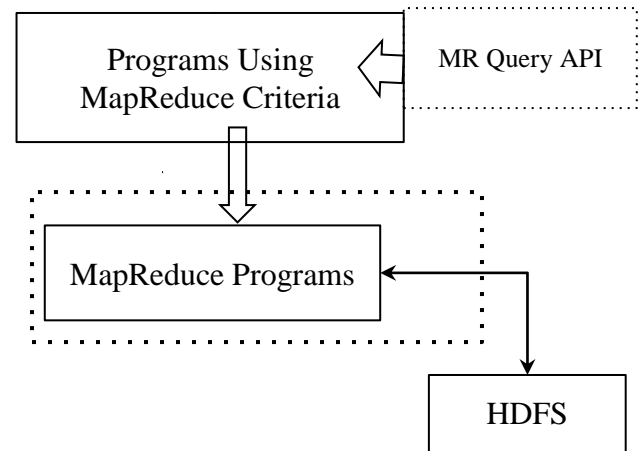 Programs Using
MapReduce Criteria
MR Query API
MapReduce Programs
HDFS